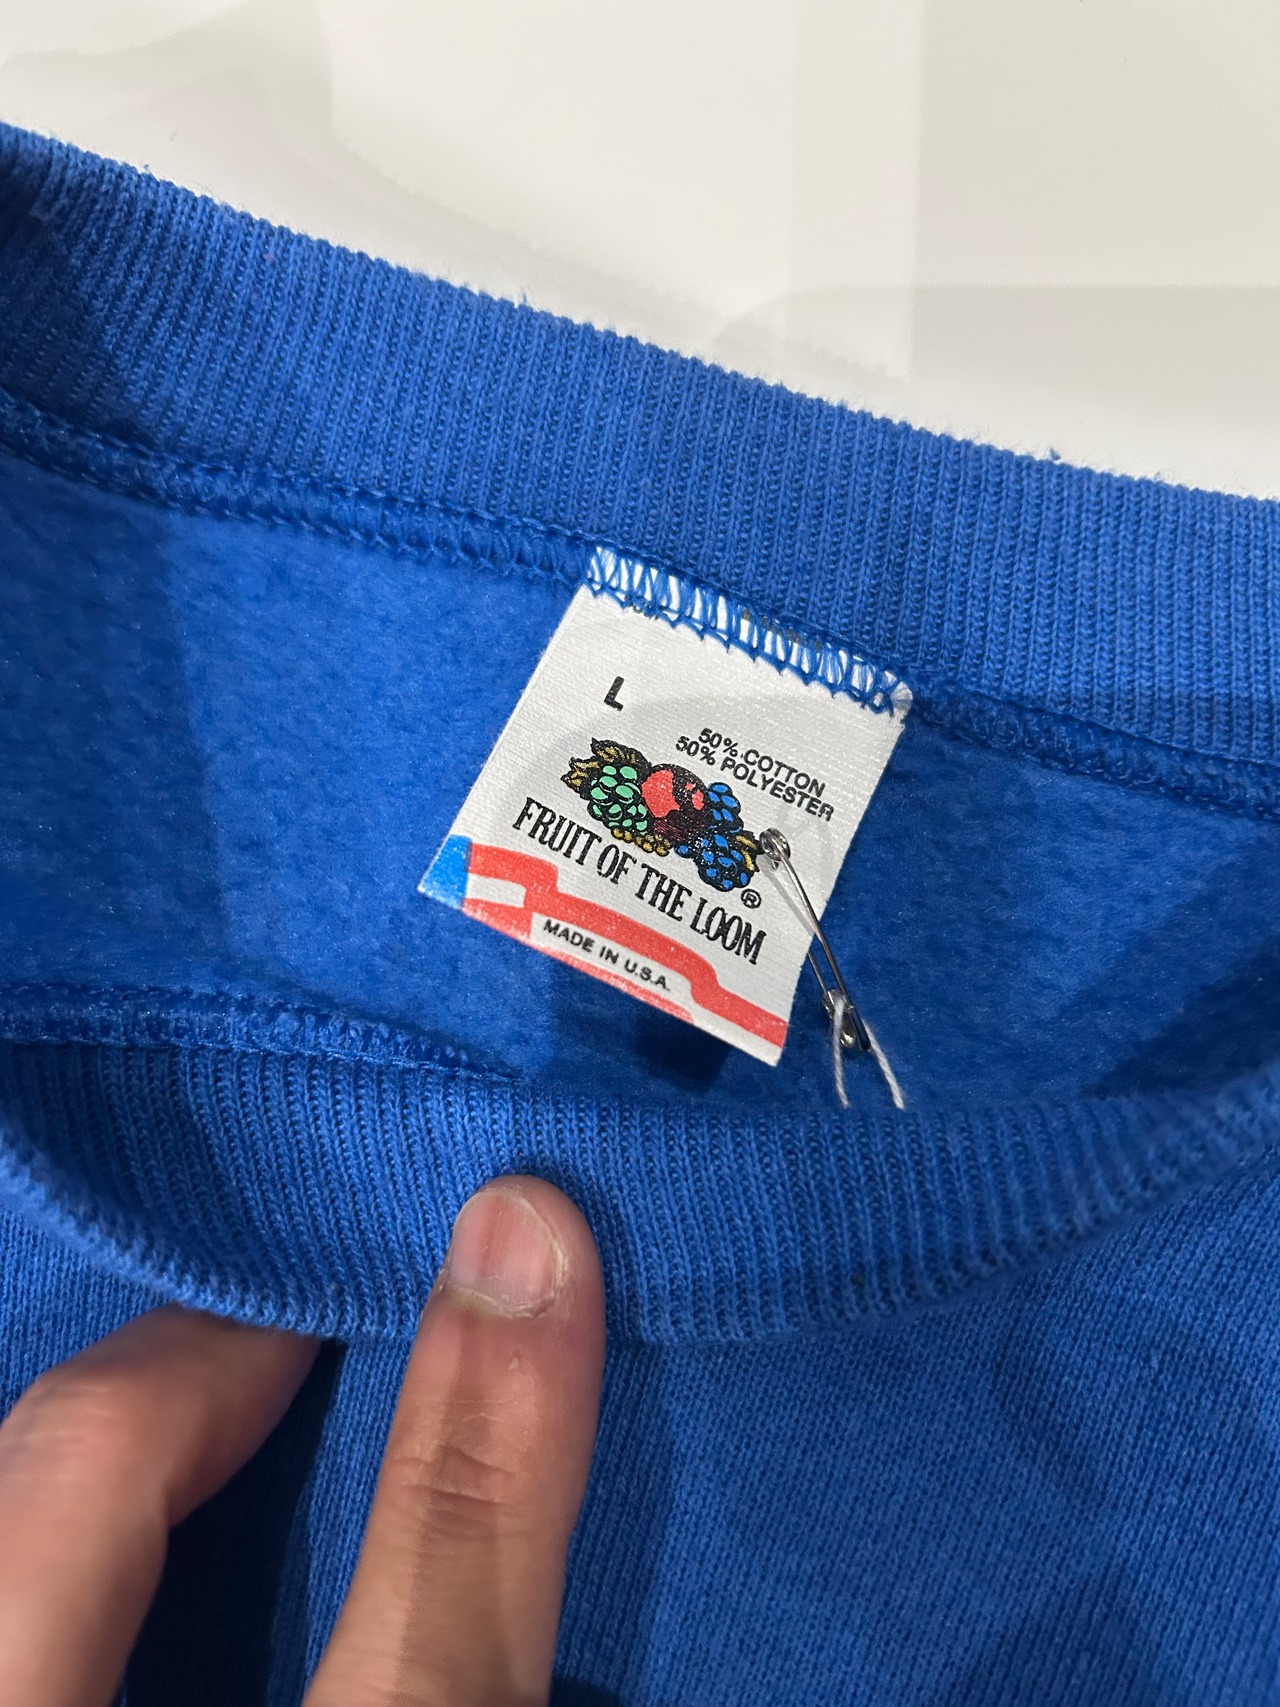 L
50% COTTON
50% POLYESTER
FRUIT OF THE LOOM ®
MADE IN U.S.A.